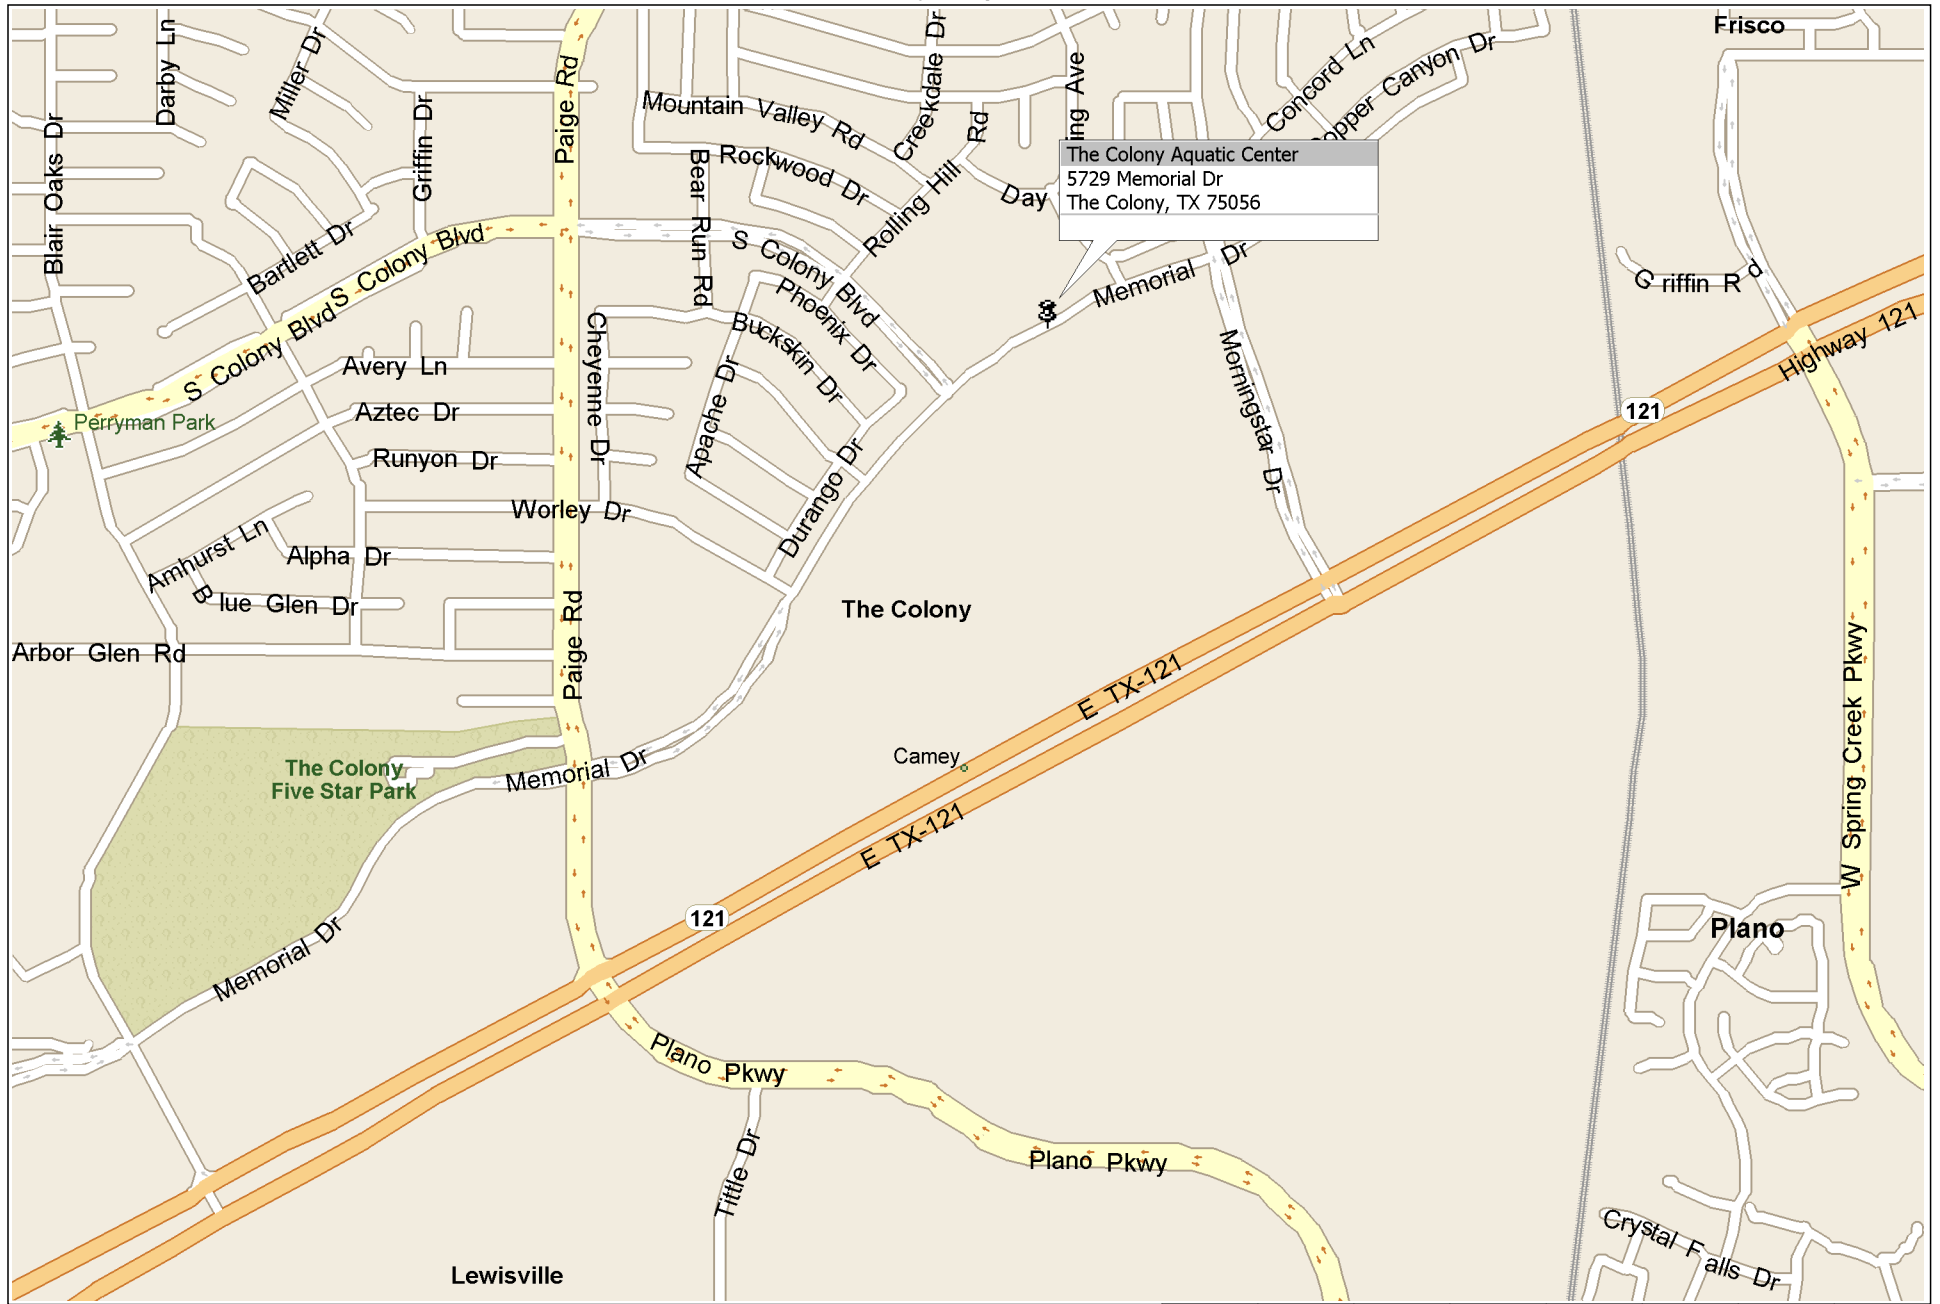 Frisco
Darby Ln
Miller Dr
Paige Rd
Creekdale Dr
ing Ave
Concord Ln
opper Canyon Dr
Mountain Valley Rd
Rd
Griffin Dr
Blair Oaks Dr
Rockwood Dr
Bear Run Rd
Rolling Hill
Day
The Colony Aquatic Center
5729 Memorial Dr
The Colony, TX 75056
Bartlett Dr
S Colony Blvd
S Colony Blvd
S Colony Blvd
Memorial Dr
Griffin Rd
Phoenix Dr
Buckskin Dr
Cheyenne Dr
Apache Dr
Morningstar Dr
Highway 121
121
Avery Ln
Aztec Dr
Perryman Park
Runyon Dr
Durango Dr
Worley Dr
Amhurst Ln
Alpha Dr
Blue Glen Dr
The Colony
Paige Rd
Arbor Glen Rd
E TX-121
W Spring Creek Pkwy
The Colony
Five Star Park
Memorial Dr
Camey
E TX-121
121
Memorial Dr
Plano
Plano Pkwy
Plano Pkwy
Tittle Dr
Crystal Falls Dr
Lewisville